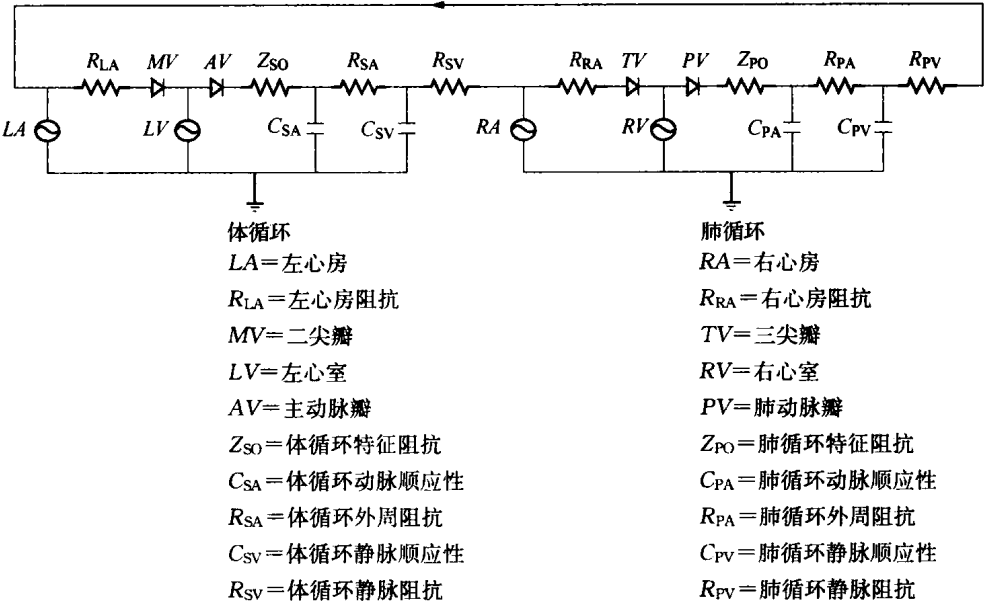 R_LA MV AV Z_SO R_SA R_SV R_RA TV PV Z_PO R_PA R_PV
LA LV C_SA C_SV RA RV C_PA C_PV
体循环 肺循环
LA=左心房 RA=右心房
R_LA=左心房阻抗 R_RA=右心房阻抗
MV=二尖瓣 TV=三尖瓣
LV=左心室 RV=右心室
AV=主动脉瓣 PV=肺动脉瓣
Z_SO=体循环特征阻抗 Z_PO=肺循环特征阻抗
C_SA=体循环动脉顺应性 C_PA=肺循环动脉顺应性
R_SA=体循环外周阻抗 R_PA=肺循环外周阻抗
C_SV=体循环静脉顺应性 C_PV=肺循环静脉顺应性
R_SV=体循环静脉阻抗 R_PV=肺循环静脉阻抗